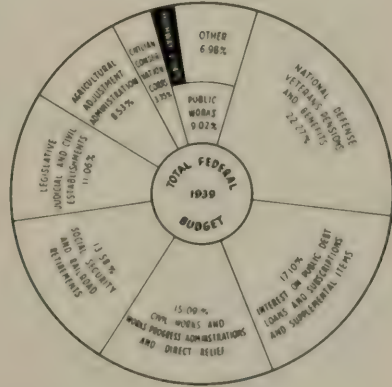 TOTAL FEDERAL
1939
BUDGET
OTHER
6.98%
PUBLIC
WORKS
9.02%
NATIONAL DEFENSE
VETERANS PENSIONS
AND BENEFITS
22.27%
17.10%
INTEREST ON PUBLIC DEBT
LOANS AND SUBSCRIPTIONS
AND SUPPLEMENTAL ITEMS
15.09%
CIVIL WORKS AND
WORKS PROGRESS ADMINISTRATIONS
AND DIRECT RELIEF
13.58%
SOCIAL SECURITY
AND RAILROAD
RETIREMENTS
LEGISLATIVE
JUDICIAL AND CIVIL
ESTABLISHMENTS
11.06%
AGRICULTURAL
ADJUSTMENT
ADMINISTRATION
8.53%
CIVILIAN
CONSER
VATION
CORPS